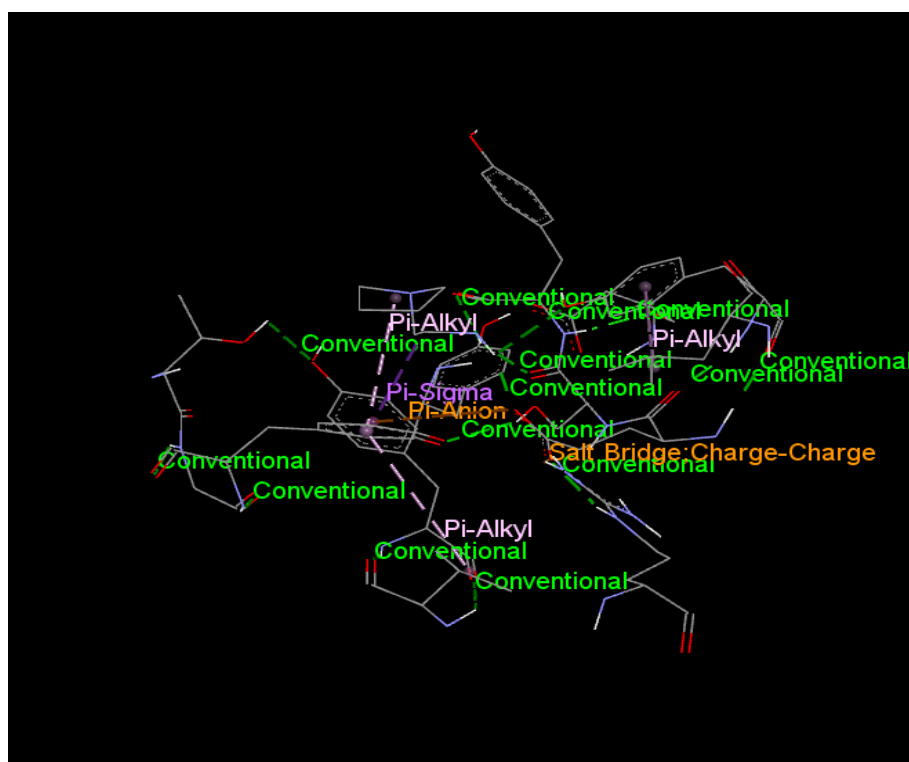 Conventional
Conventional
Conventional
Pi-Alkyl
Pi-Alkyl
Conventional
Conventional
Conventional
Conventional
Conventional
Pi-Sigma
Pi-Anion
Conventional
Salt Bridge;Charge-Charge
Conventional
Conventional
Conventional
Pi-Alkyl
Conventional
Conventional